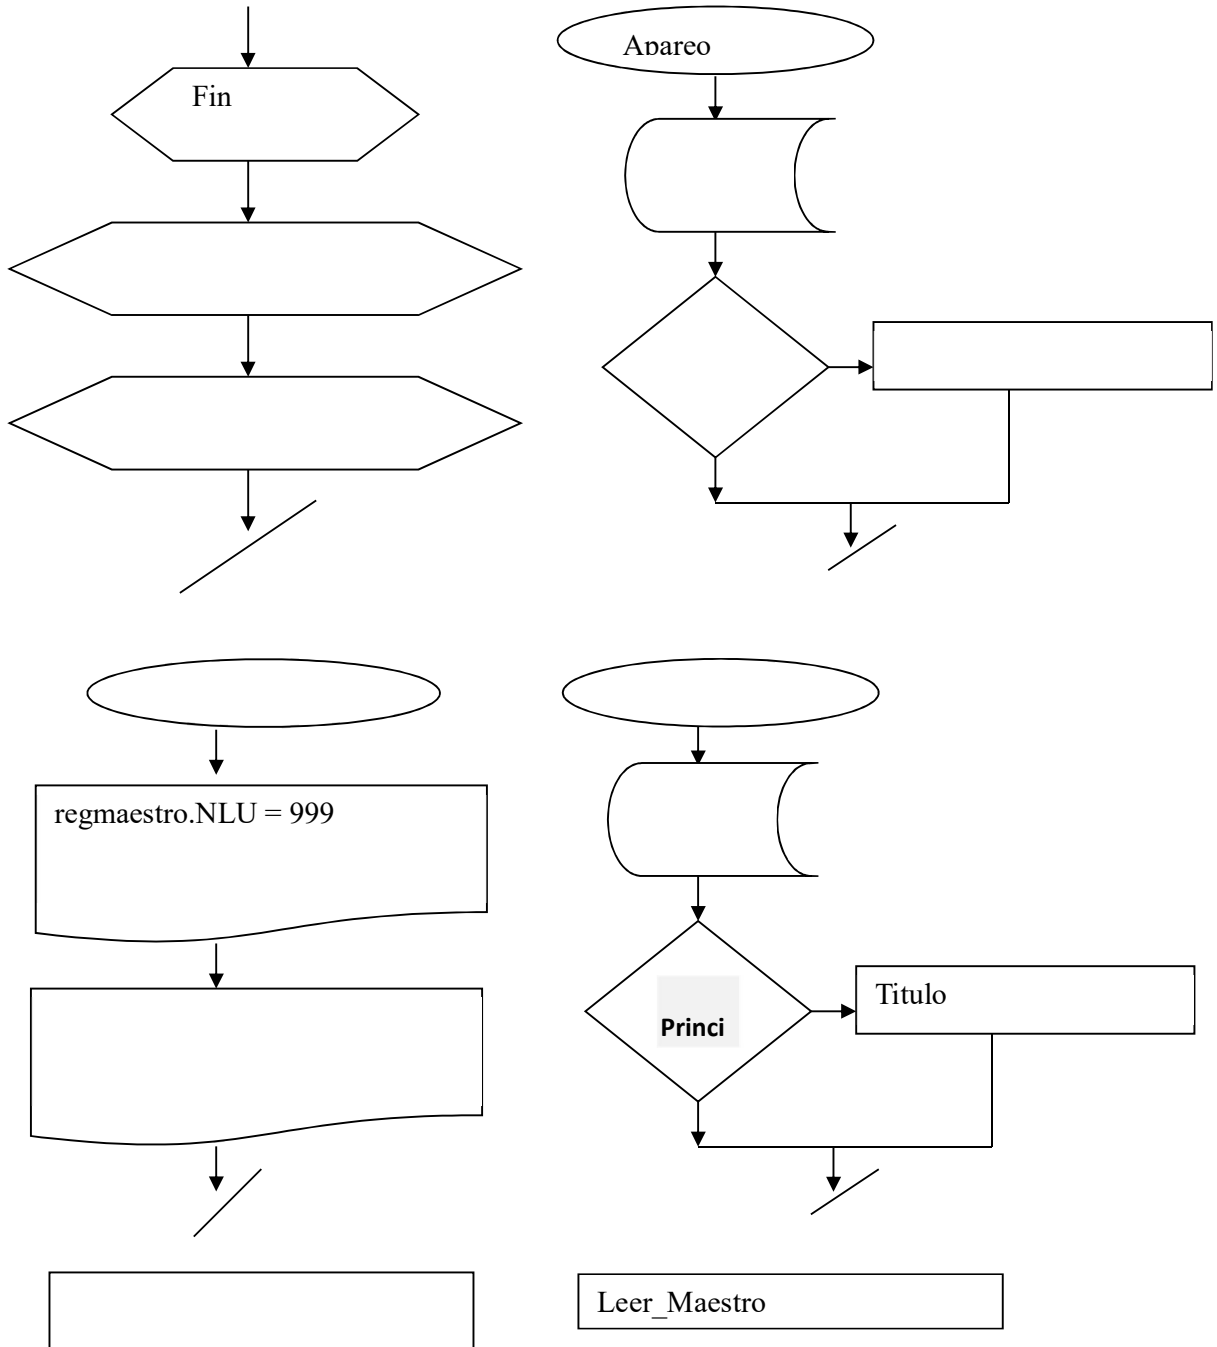 Fin
Apareo
regmaestro.NLU = 999
Princi
Titulo
Leer_Maestro